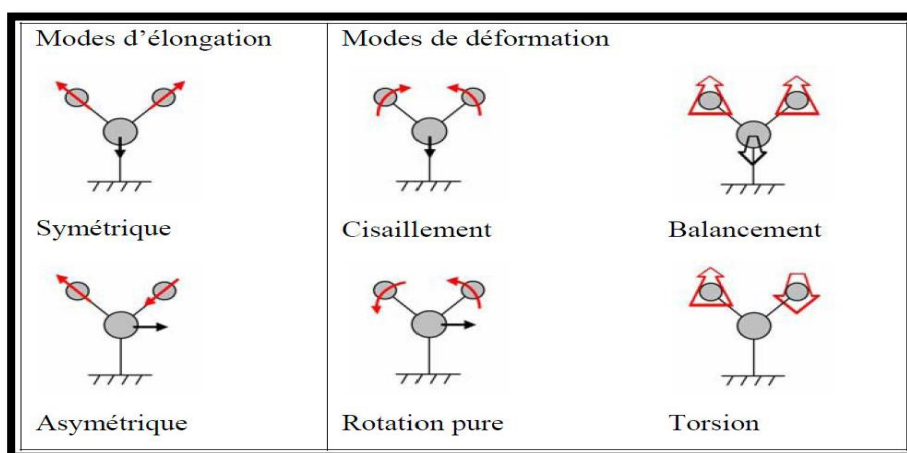 Modes d'élongation
Modes de déformation
Symétrique
Cisaillement
Balancement
Asymétrique
Rotation pure
Torsion